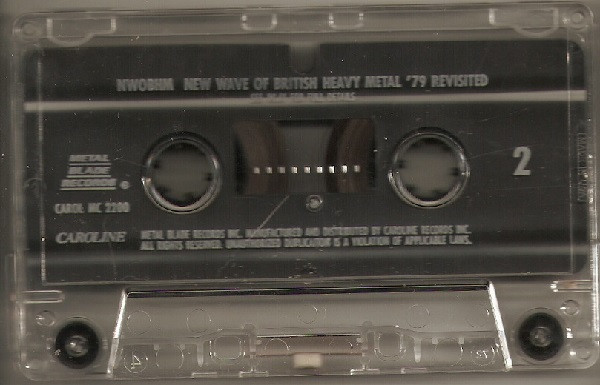 NWOBHM NEW WAVE OF BRITISH HEAVY METAL '79 REVISITED
METAL
BLADE
RECORDS ®
2
CAROL MC 2200
CAROLINE
METAL BLADE RECORDS INC. MANUFACTURED AND DISTRIBUTED BY CAROLINE RECORDS INC.
ALL RIGHTS RESERVED. UNAUTHORIZED DUPLICATION IS A VIOLATION OF APPLICABLE LAWS.